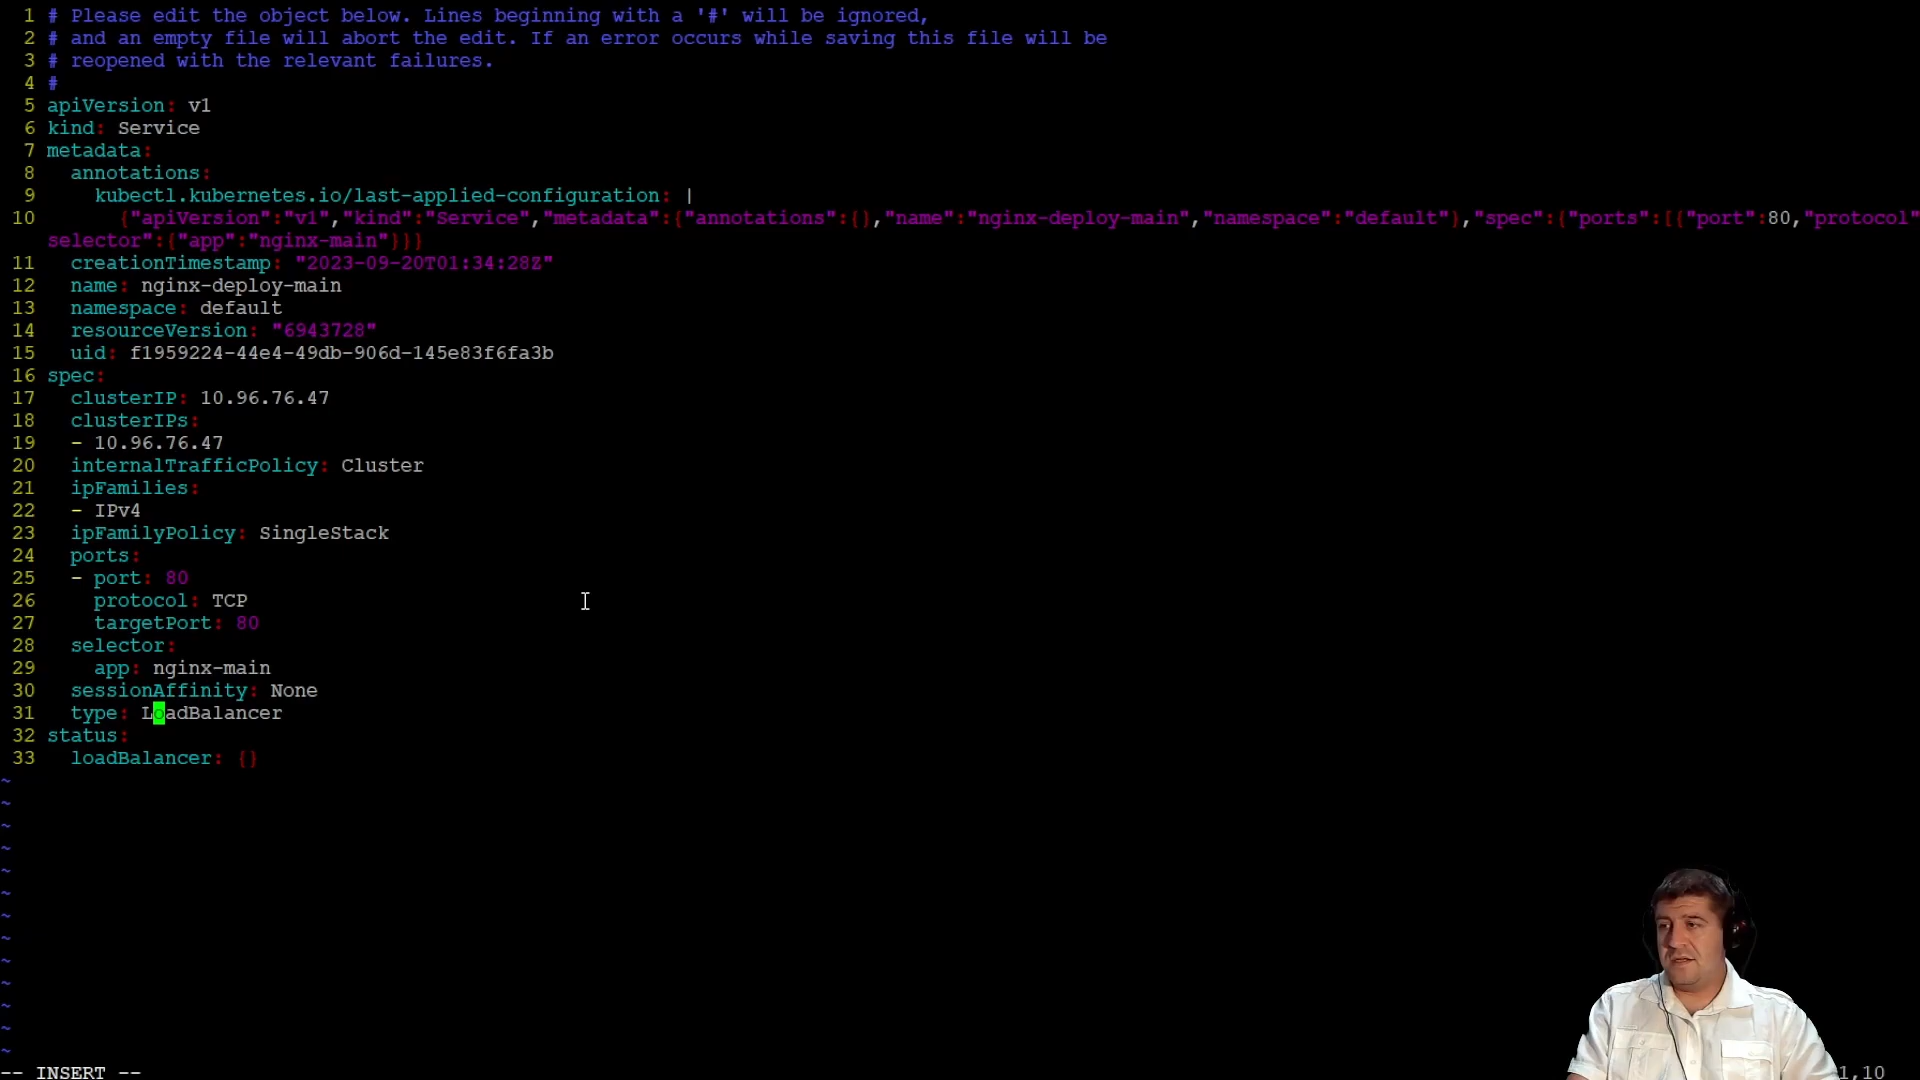 1 # Please edit the object below. Lines beginning with a '#' will be ignored,
2 # and an empty file will abort the edit. If an error occurs while saving this file will be
3 # reopened with the relevant failures.
4 #
5 apiVersion: v1
6 kind: Service
7 metadata:
8   annotations:
9     kubectl.kubernetes.io/last-applied-configuration: |
10       {"apiVersion":"v1","kind":"Service","metadata":{"annotations":{},"name":"nginx-deploy-main","namespace":"default"},"spec":{"ports":[{"port":80,"protocol"
selector":{"app":"nginx-main"}}}
11   creationTimestamp: "2023-09-20T01:34:28Z"
12   name: nginx-deploy-main
13   namespace: default
14   resourceVersion: "6943728"
15   uid: f1959224-44e4-49db-906d-145e83f6fa3b
16 spec:
17   clusterIP: 10.96.76.47
18   clusterIPs:
19   - 10.96.76.47
20   internalTrafficPolicy: Cluster
21   ipFamilies:
22   - IPv4
23   ipFamilyPolicy: SingleStack
24   ports:
25   - port: 80
26     protocol: TCP
27     targetPort: 80
28   selector:
29     app: nginx-main
30   sessionAffinity: None
31   type: LoadBalancer
32 status:
33   loadBalancer: {}
~
~
~
~
~
~
~
~
~
~
~
~
~
-- INSERT -- 1,10